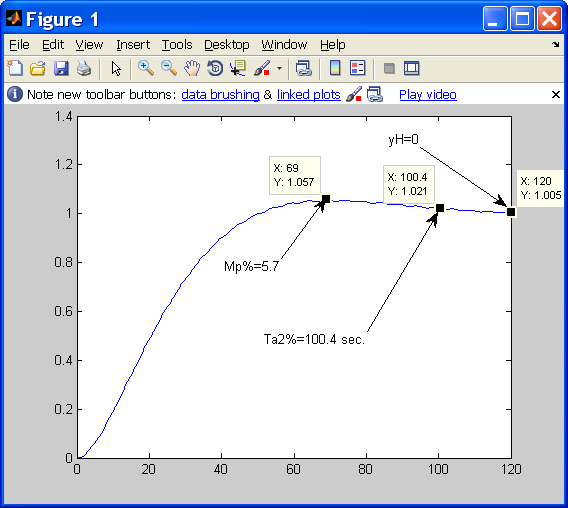 Figure 1
File Edit View Insert Tools Desktop Window Help
Note new toolbar buttons: data brushing & linked plots Play video
1.4
1.2
1
0.8
0.6
0.4
0.2
0
0 20 40 60 80 100 120
yH=0
X: 69
Y: 1.057
X: 100.4
Y: 1.021
X: 120
Y: 1.005
Mp%=5.7
Ta2%=100.4 sec.